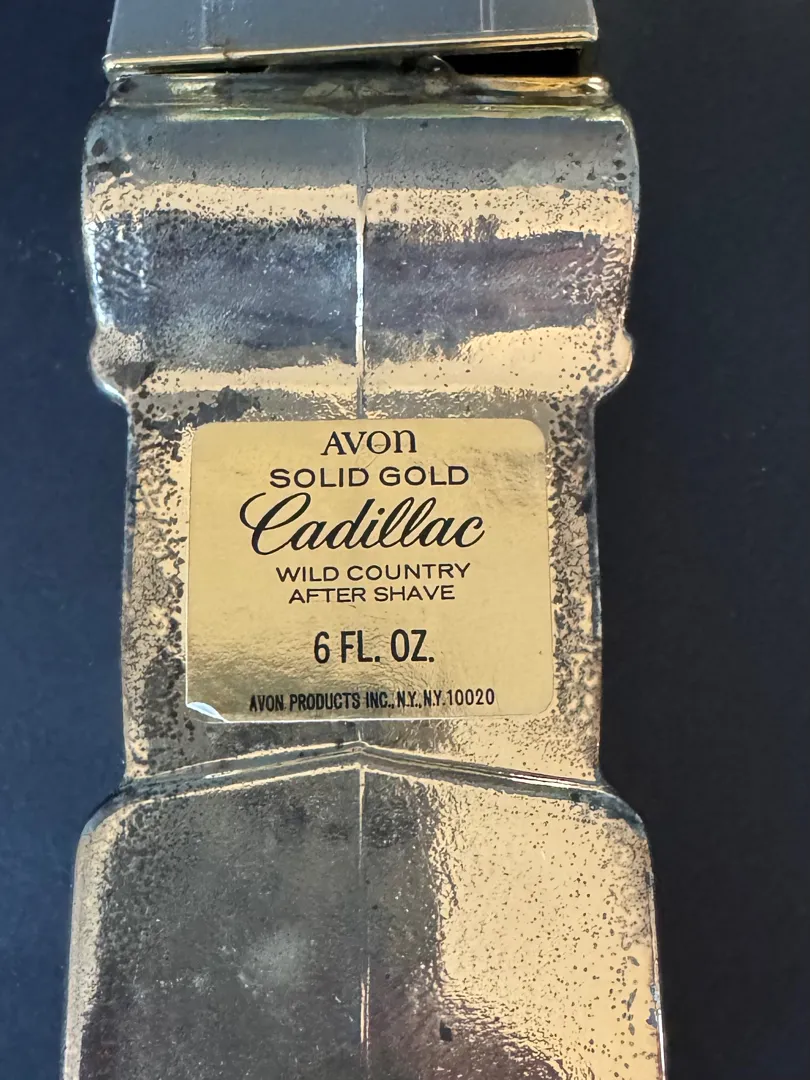 AVON
SOLID GOLD
Cadillac
WILD COUNTRY
AFTER SHAVE
6 FL. OZ.
AVON PRODUCTS INC., N.Y., N.Y. 10020